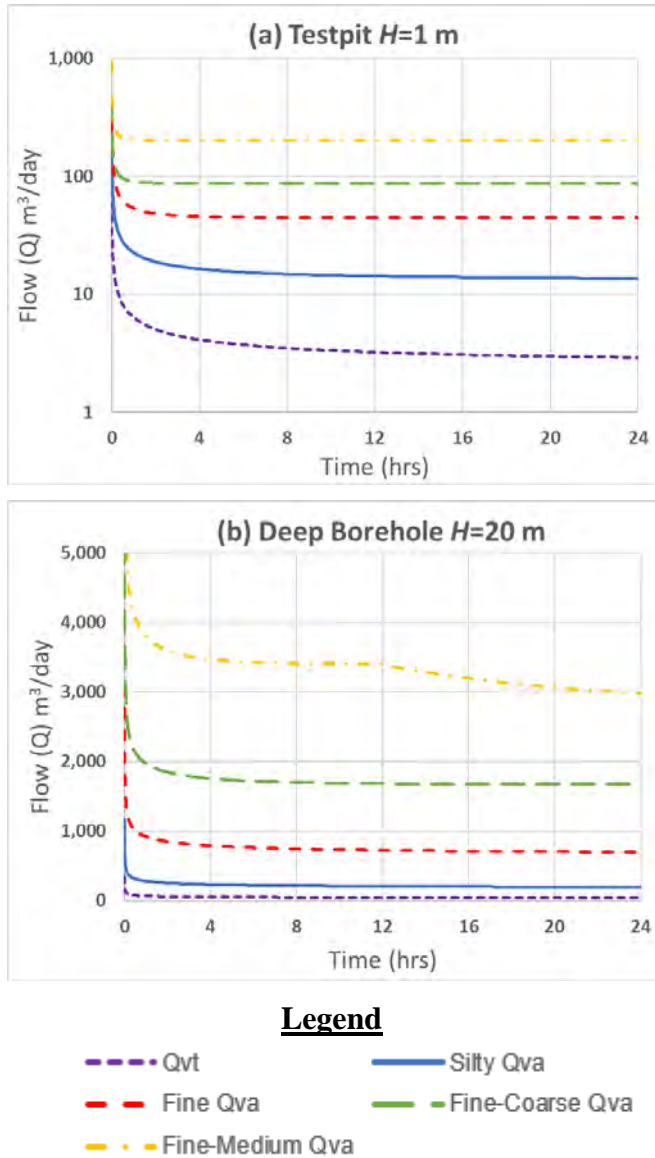 (a) Testpit H=1 m
1,000
100
10
1
Flow (Q) m³/day
0 4 8 12 16 20 24
Time (hrs)
(b) Deep Borehole H=20 m
5,000
4,000
3,000
2,000
1,000
0
Flow (Q) m³/day
0 4 8 12 16 20 24
Time (hrs)
Legend
Qvt Silty Qva
Fine Qva Fine-Coarse Qva
Fine-Medium Qva